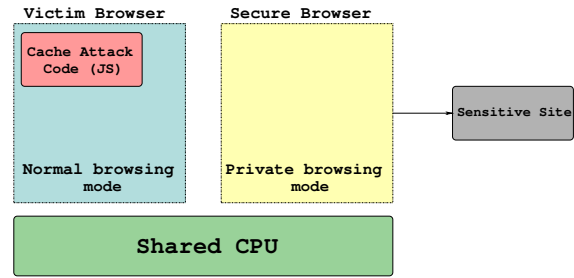 Victim Browser
Secure Browser
Cache Attack
Code (JS)
Sensitive Site
Normal browsing
mode
Private browsing
mode
Shared CPU